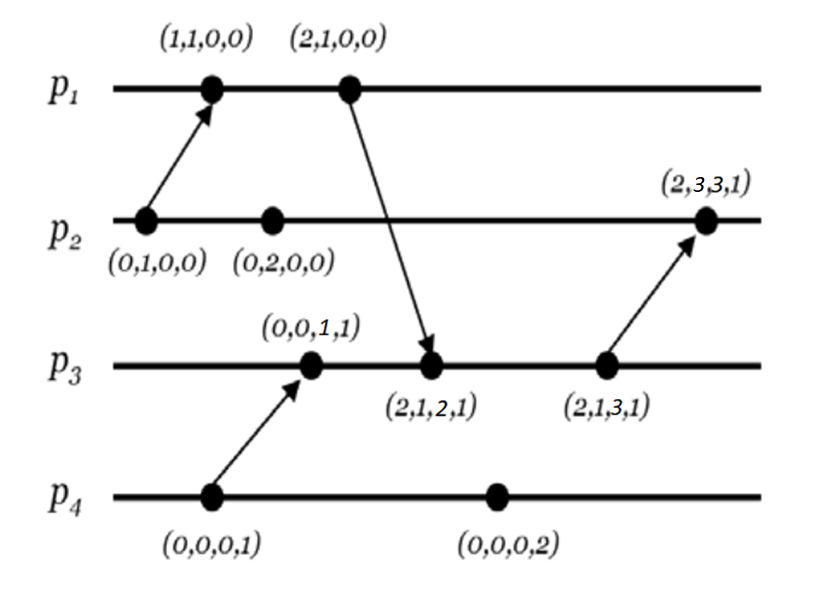 (1,1,0,0) (2,1,0,0)
p1
(2,3,3,1)
p2
(0,1,0,0) (0,2,0,0)
(0,0,1,1)
p3
(2,1,2,1) (2,1,3,1)
p4
(0,0,0,1) (0,0,0,2)